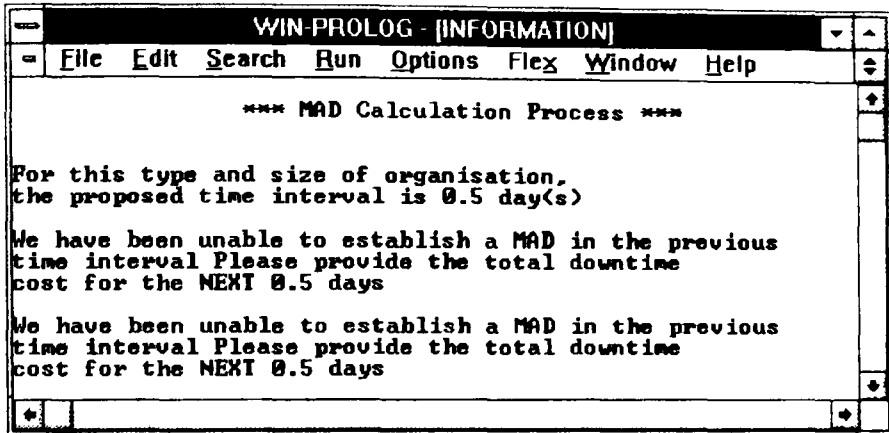 WIN-PROLOG - [INFORMATION]
File Edit Search Run Options Flex Window Help
*** MAD Calculation Process ***
For this type and size of organisation,
the proposed time interval is 0.5 day(s)
We have been unable to establish a MAD in the previous
time interval Please provide the total downtime
cost for the NEXT 0.5 days
We have been unable to establish a MAD in the previous
time interval Please provide the total downtime
cost for the NEXT 0.5 days